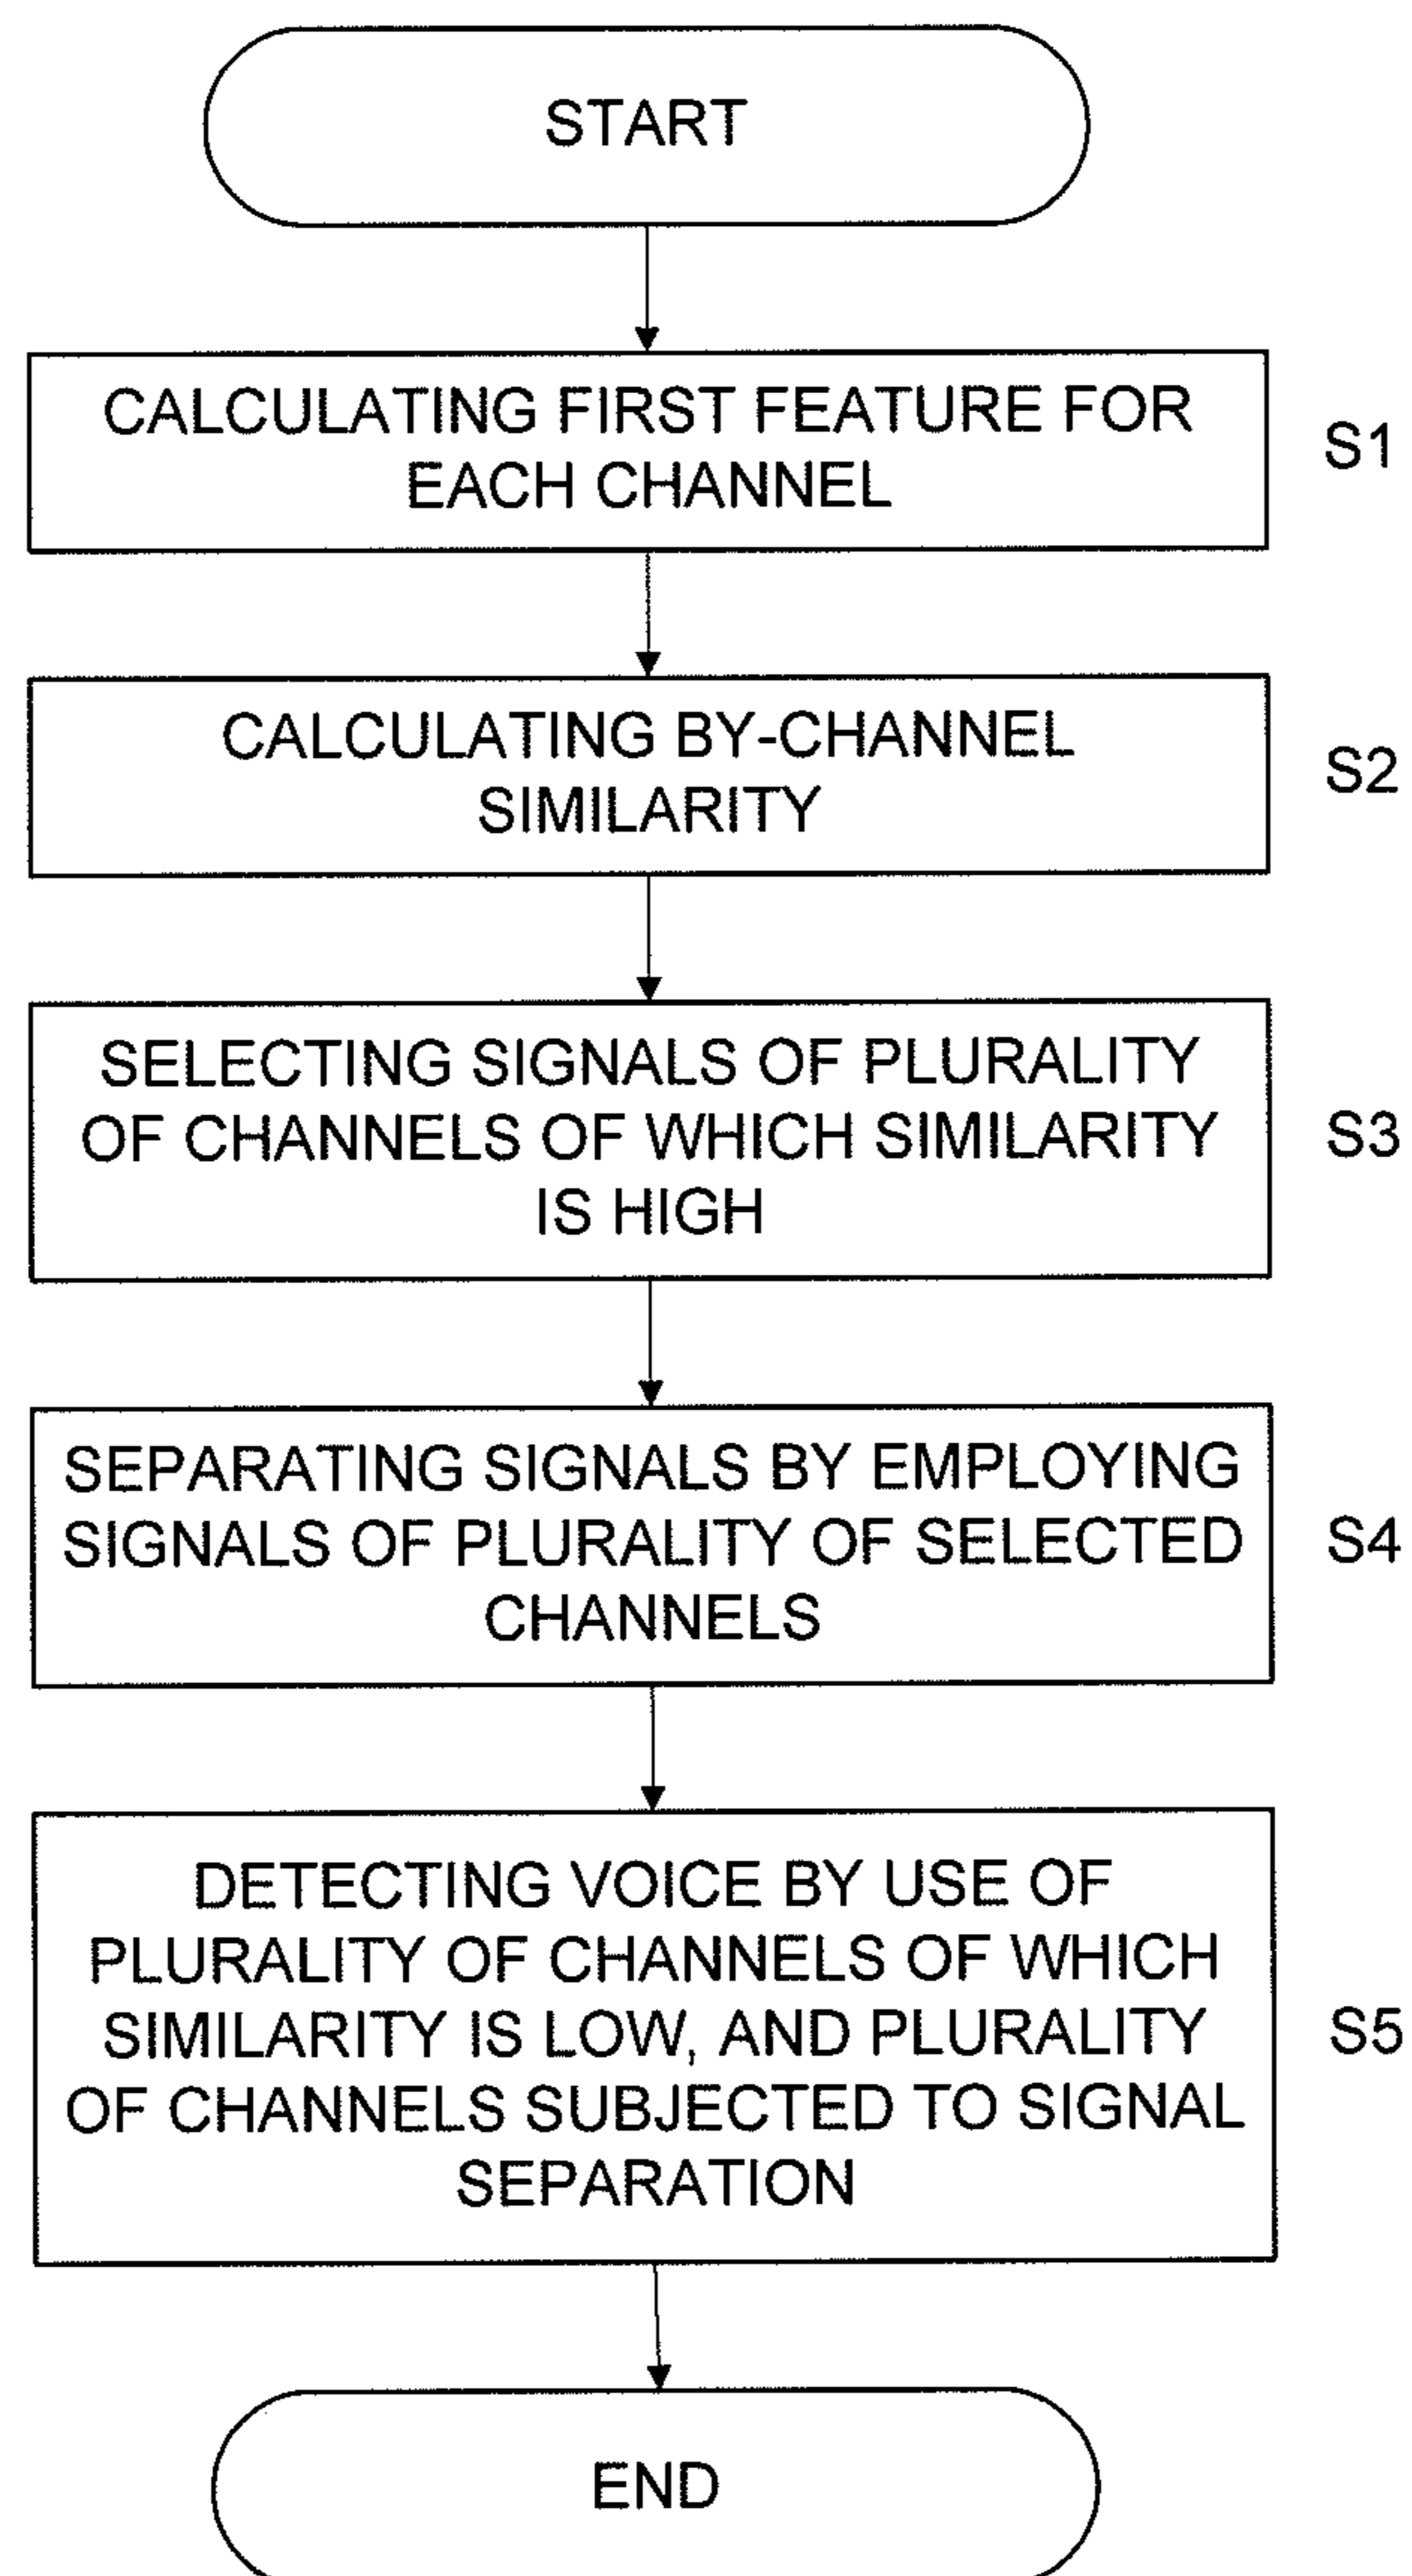 START
CALCULATING FIRST FEATURE FOR
EACH CHANNEL
S1
CALCULATING BY-CHANNEL
SIMILARITY
S2
SELECTING SIGNALS OF PLURALITY
OF CHANNELS OF WHICH SIMILARITY
IS HIGH
S3
SEPARATING SIGNALS BY EMPLOYING
SIGNALS OF PLURALITY OF SELECTED
CHANNELS
S4
DETECTING VOICE BY USE OF
PLURALITY OF CHANNELS OF WHICH
SIMILARITY IS LOW, AND PLURALITY
OF CHANNELS SUBJECTED TO SIGNAL
SEPARATION
S5
END